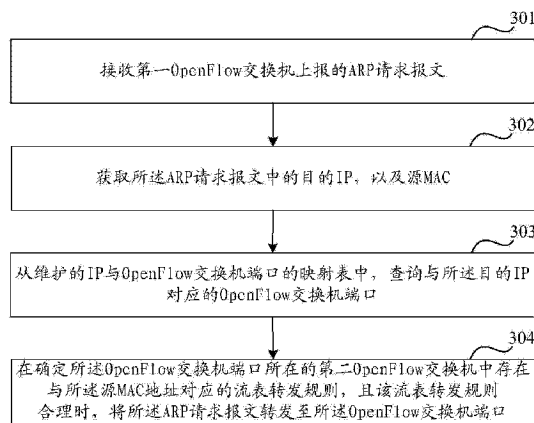 301
接收第一OpenFlow交换机上报的ARP请求报文
302
获取所述ARP请求报文中的目的IP，以及源MAC
303
从维护的IP与OpenFlow交换机端口的映射表中，查询与所述目的IP
对应的OpenFlow交换机端口
304
在确定所述OpenFlow交换机端口所在的第二OpenFlow交换机中存在
与所述源MAC地址对应的流表转发规则，且该流表转发规则
合理时，将所述ARP请求报文转发至所述OpenFlow交换机端口